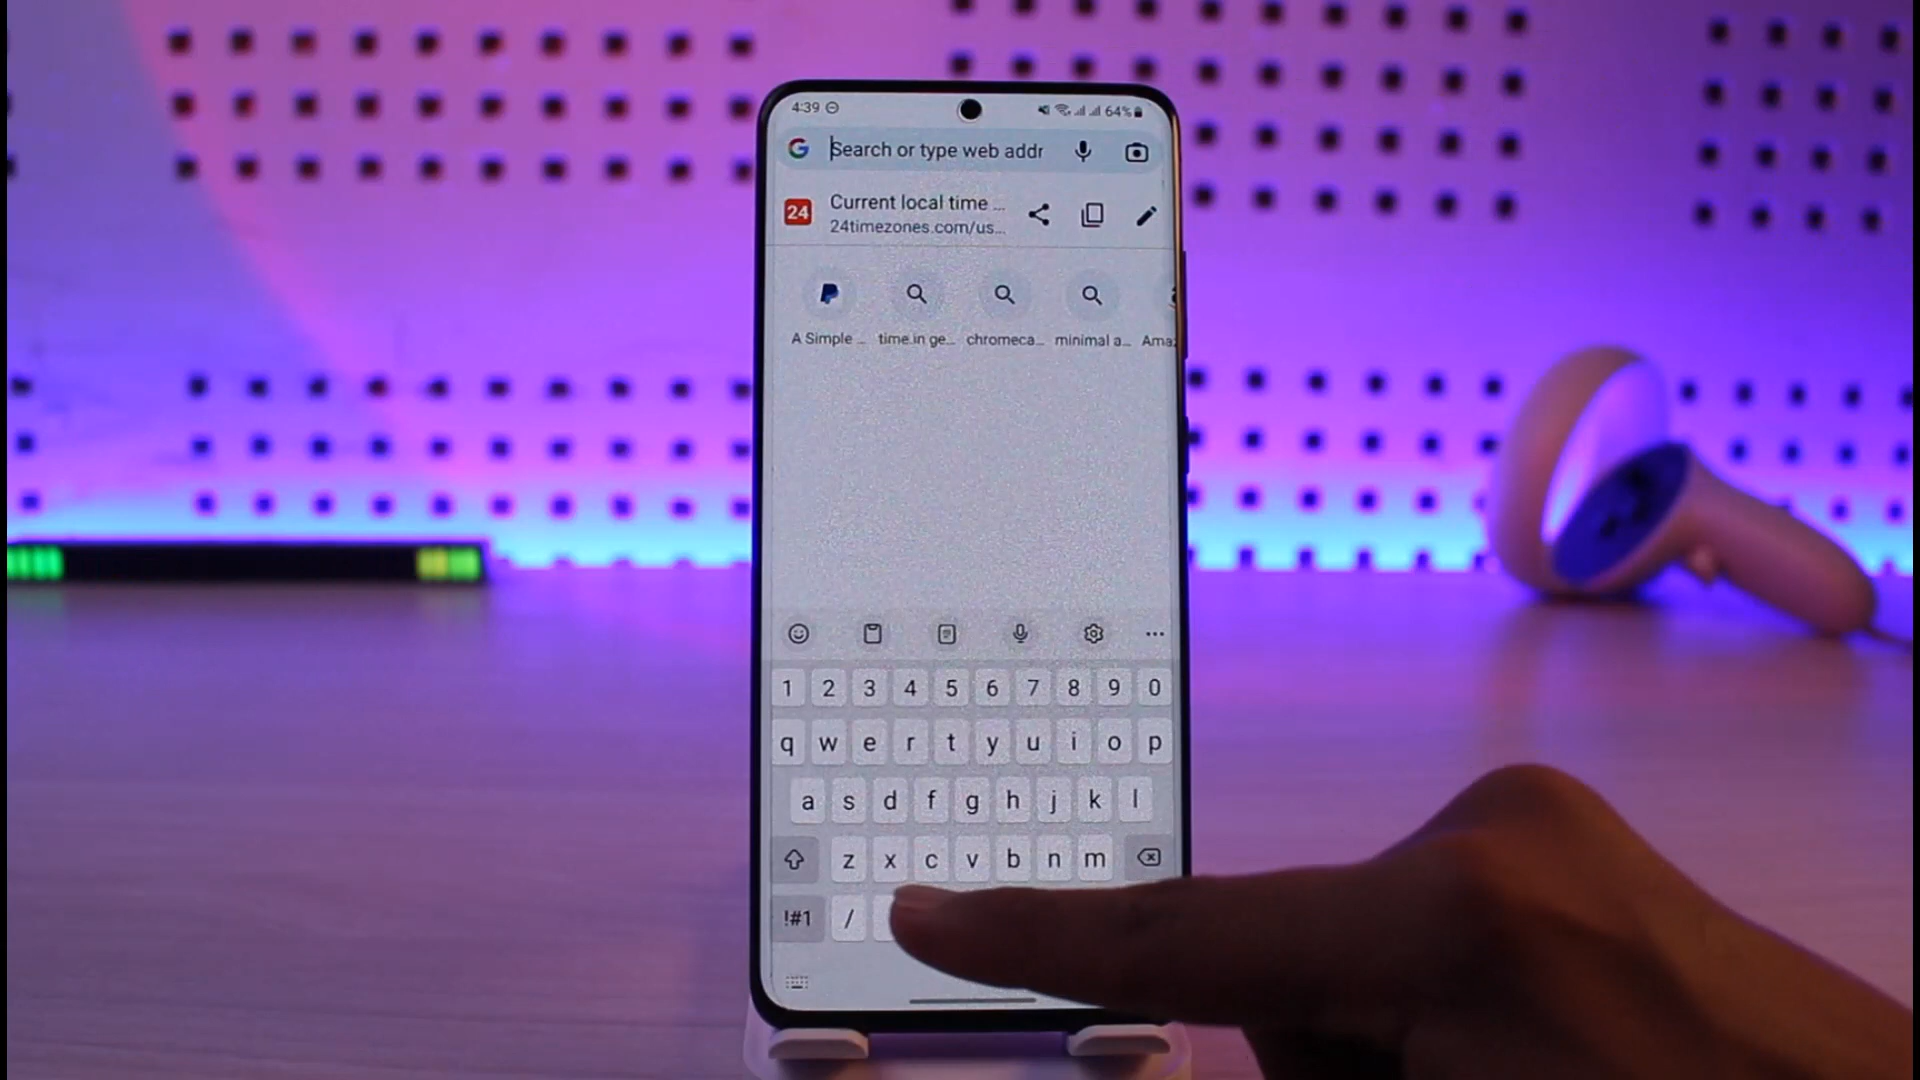 4:39 64%
G Search or type web addr
24 Current local time ...
24timezones.com/us...
A Simple ... time in ge... chromeca... minimal a... Ama
1 2 3 4 5 6 7 8 9 0
q w e r t y u i o p
a s d f g h j k l
z x c v b n m
!#1 /